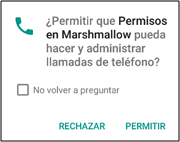 ¿Permitir que Permisos
en Marshmallow pueda
hacer y administrar
llamadas de teléfono?
No volver a preguntar
RECHAZAR PERMITIR